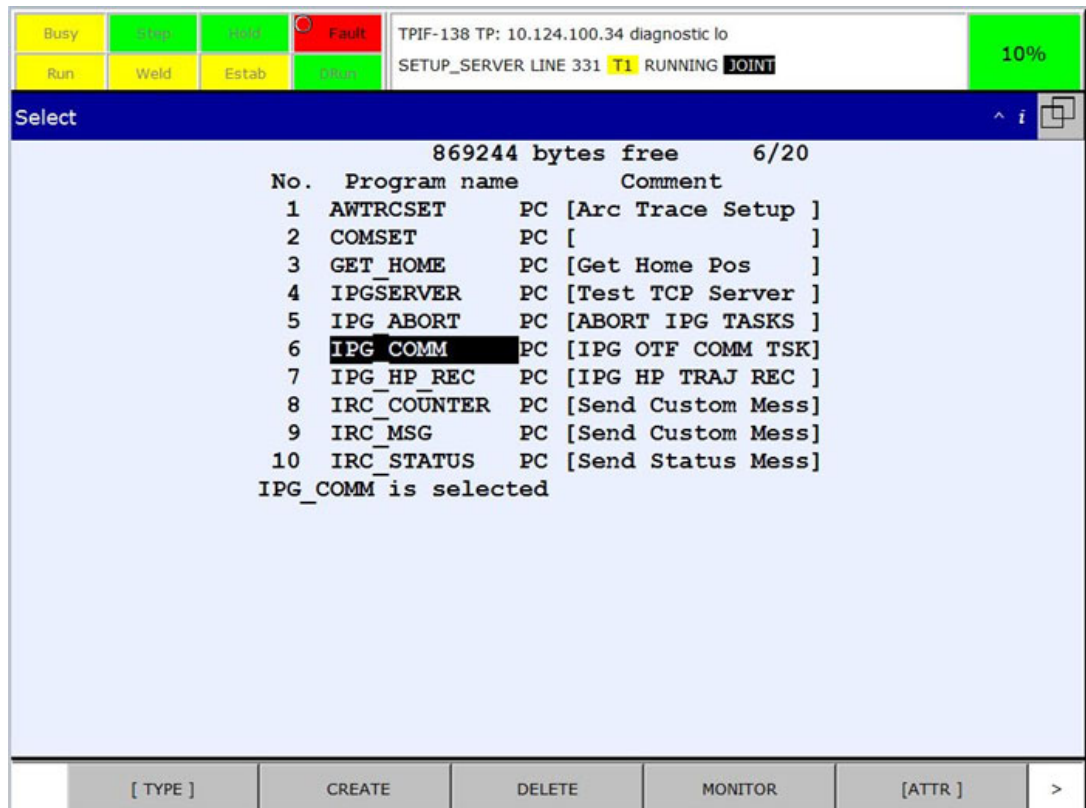 Busy Step Hold Fault
TPIF-138 TP: 10.124.100.34 diagnostic lo
Run Weld Estab DRun
SETUP_SERVER LINE 331 T1 RUNNING JOINT
10%
Select ^ i
869244 bytes free 6/20
No. Program name Comment
1 AWTRCSET PC [Arc Trace Setup ]
2 COMSET PC [ ]
3 GET_HOME PC [Get Home Pos ]
4 IPGSERVER PC [Test TCP Server ]
5 IPG_ABORT PC [ABORT IPG TASKS ]
6 IPG_COMM PC [IPG OTF COMM TSK]
7 IPG_HP_REC PC [IPG HP TRAJ REC ]
8 IRC_COUNTER PC [Send Custom Mess]
9 IRC_MSG PC [Send Custom Mess]
10 IRC_STATUS PC [Send Status Mess]
IPG_COMM is selected
[ TYPE ] CREATE DELETE MONITOR [ATTR ] >